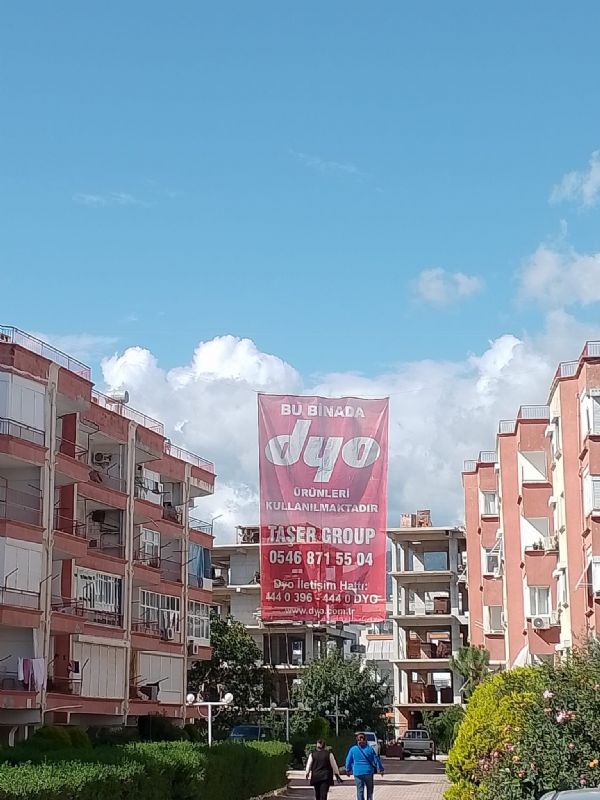 BU BİNADA
dyo
ÜRÜNLERİ
KULLANILMAKTADIR
TAŞER GROUP
0546 871 55 04
Dyo İletişim Hattı:
444 0 396 - 444 0 DYO
www.dyo.com.tr